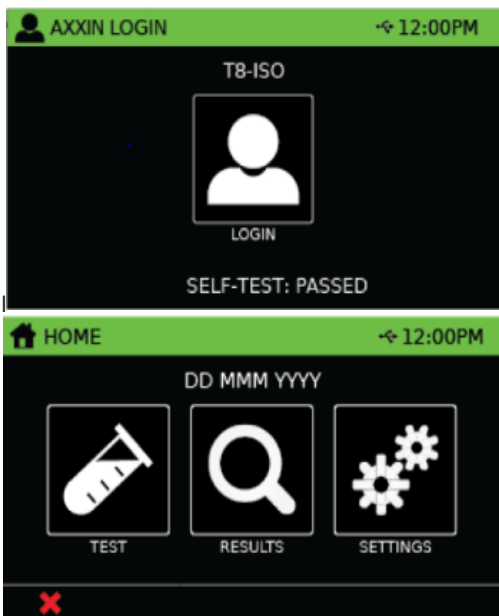 AXXIN LOGIN 12:00PM
T8-ISO
LOGIN
SELF-TEST: PASSED
HOME 12:00PM
DD MMM YYYY
TEST RESULTS SETTINGS